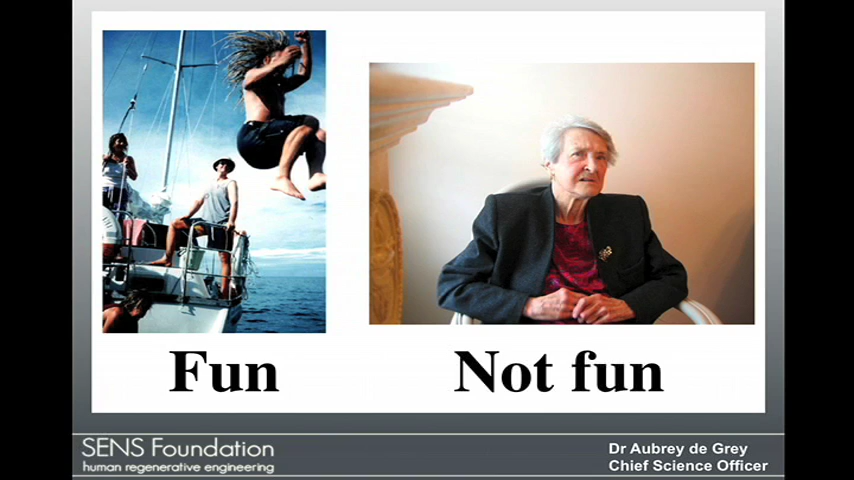 Fun
Not fun
SENS Foundation
human regenerative engineering
Dr Aubrey de Grey
Chief Science Officer